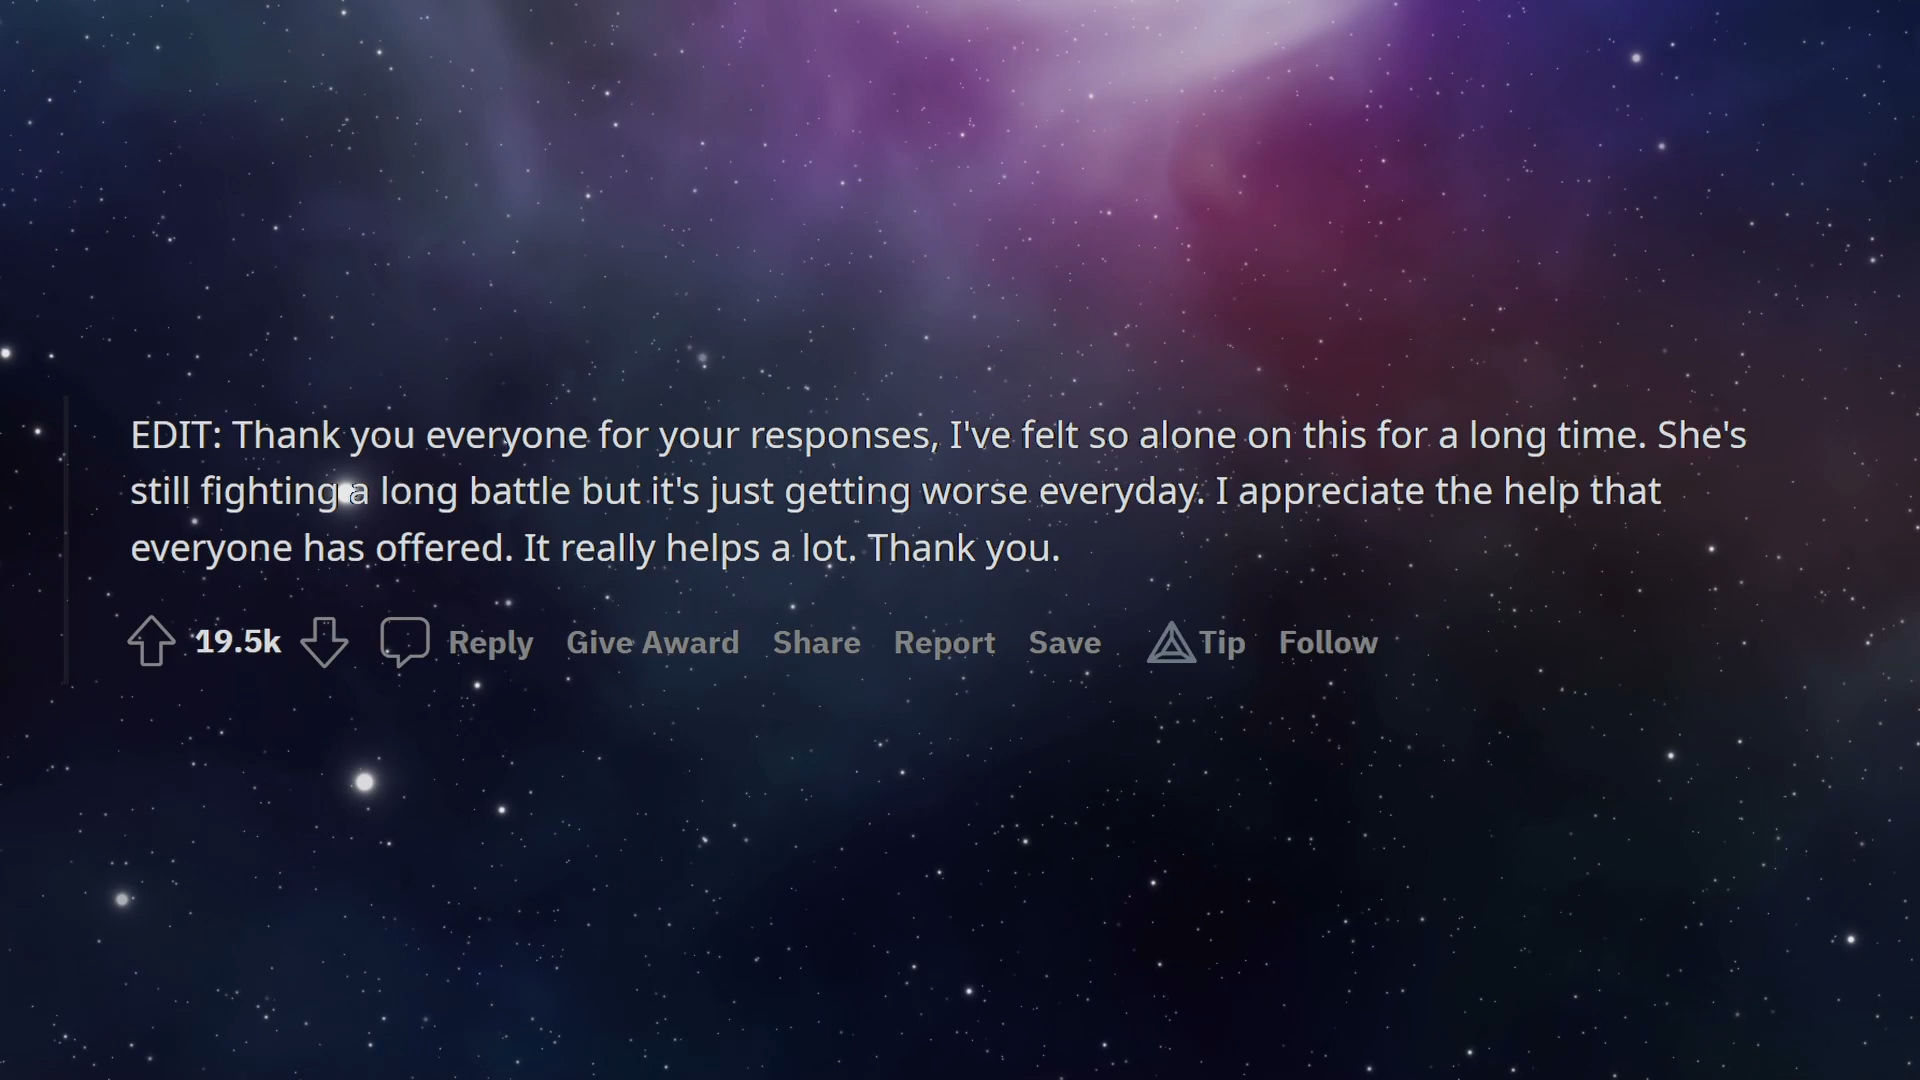 EDIT: Thank you everyone for your responses, I've felt so alone on this for a long time. She's
still fighting a long battle but it's just getting worse everyday. I appreciate the help that
everyone has offered. It really helps a lot. Thank you.
19.5k Reply Give Award Share Report Save Tip Follow